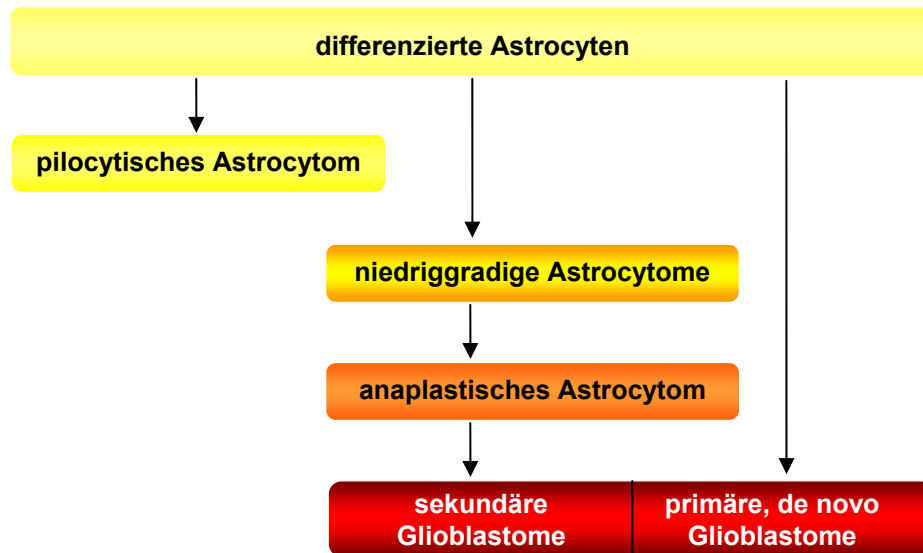 differenzierte Astrocyten
pilocytisches Astrocytom
niedriggradige Astrocytome
anaplastisches Astrocytom
sekundäre
Glioblastome
primäre, de novo
Glioblastome